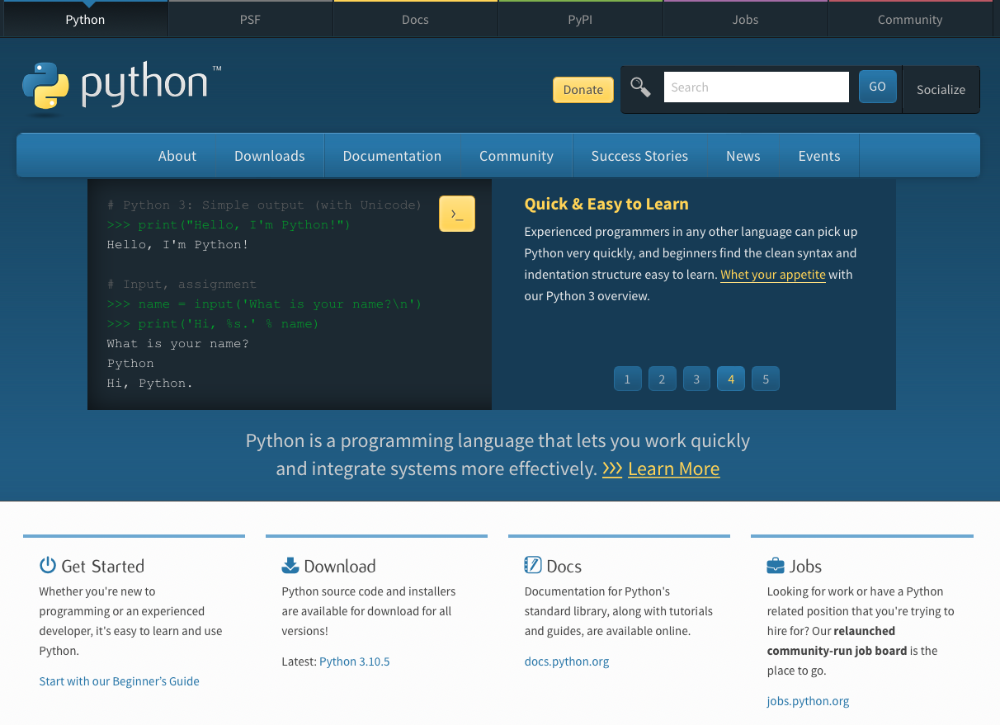 Python
PSF
Docs
PyPI
Jobs
Community
python™
Donate
Search
GO
Socialize
About
Downloads
Documentation
Community
Success Stories
News
Events
# Python 3: Simple output (with Unicode)
>>> print("Hello, I'm Python!")
Hello, I'm Python!
# Input, assignment
>>> name = input('What is your name?\n')
>>> print('Hi, %s.' % name)
What is your name?
Python
Hi, Python.
>_
Quick & Easy to Learn
Experienced programmers in any other language can pick up
Python very quickly, and beginners find the clean syntax and
indentation structure easy to learn. Whet your appetite with
our Python 3 overview.
1
2
3
4
5
Python is a programming language that lets you work quickly
and integrate systems more effectively. >>> Learn More
Get Started
Whether you're new to
programming or an experienced
developer, it's easy to learn and use
Python.
Start with our Beginner’s Guide
Download
Python source code and installers
are available for download for all
versions!
Latest: Python 3.10.5
Docs
Documentation for Python's
standard library, along with tutorials
and guides, are available online.
docs.python.org
Jobs
Looking for work or have a Python
related position that you're trying to
hire for? Our relaunched
community-run job board is the
place to go.
jobs.python.org